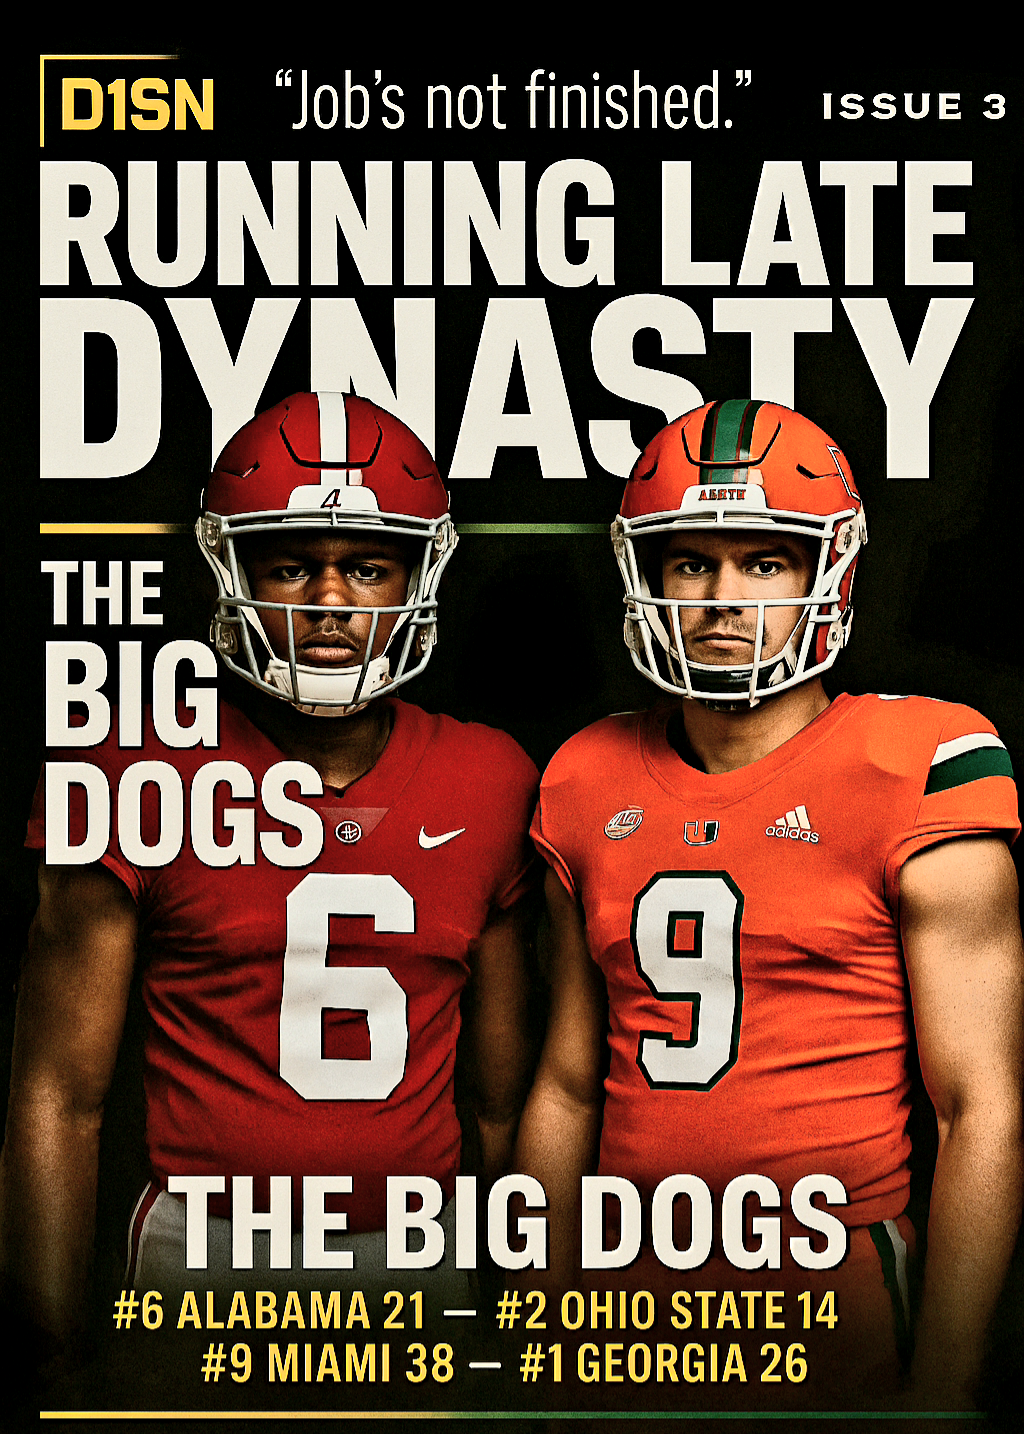 D1SN
“Job’s not finished.”
ISSUE 3
RUNNING LATE
DYNASTY
4
THE
BIG
DOGS
adidas
6
9
THE BIG DOGS
#6 ALABAMA 21 — #2 OHIO STATE 14
#9 MIAMI 38 — #1 GEORGIA 26